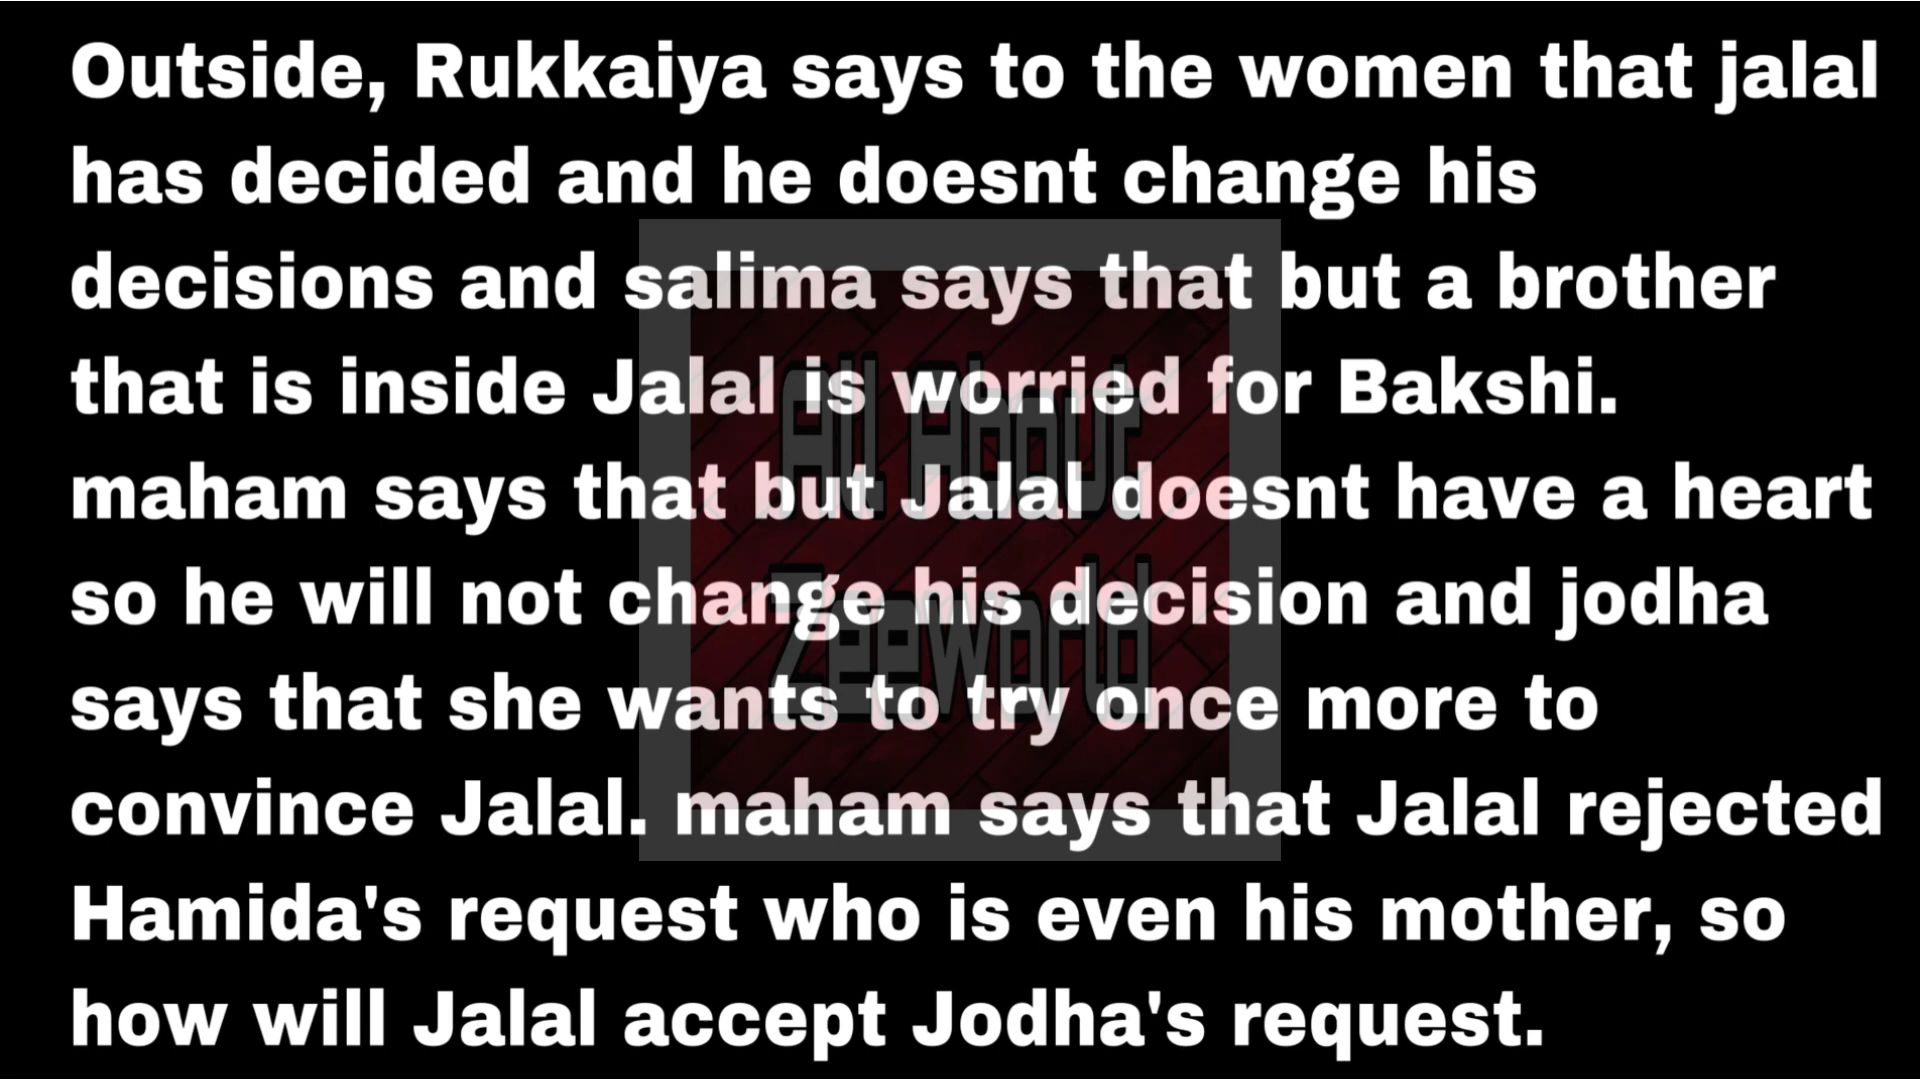 Outside, Rukkaiya says to the women that jalal
has decided and he doesnt change his
decisions and salima says that but a brother
that is inside Jalal is worried for Bakshi.
maham says that but Jalal doesnt have a heart
so he will not change his decision and jodha
says that she wants to try once more to
convince Jalal. maham says that Jalal rejected
Hamida's request who is even his mother, so
how will Jalal accept Jodha's request.
All About
Zeeworld